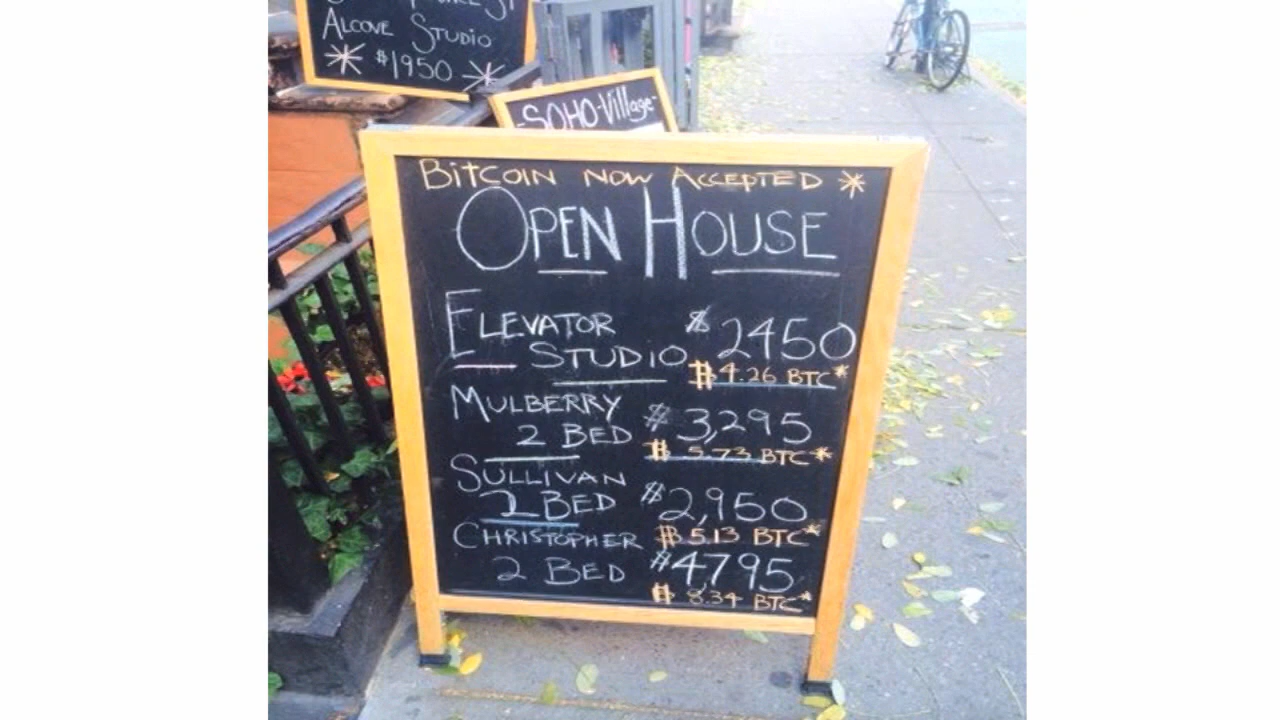 ALCOVE STUDIO
* $1950 *
-SOHO-Village-
BITCOIN NOW ACCEPTED *
OPEN HOUSE
ELEVATOR $2450
STUDIO
฿4.26 BTC*
MULBERRY $3,295
2 BED
฿ 5.73 BTC*
SULLIVAN
2 BED $2,950
฿5.13 BTC*
CHRISTOPHER
2 BED $4795
฿ 8.34 BTC*